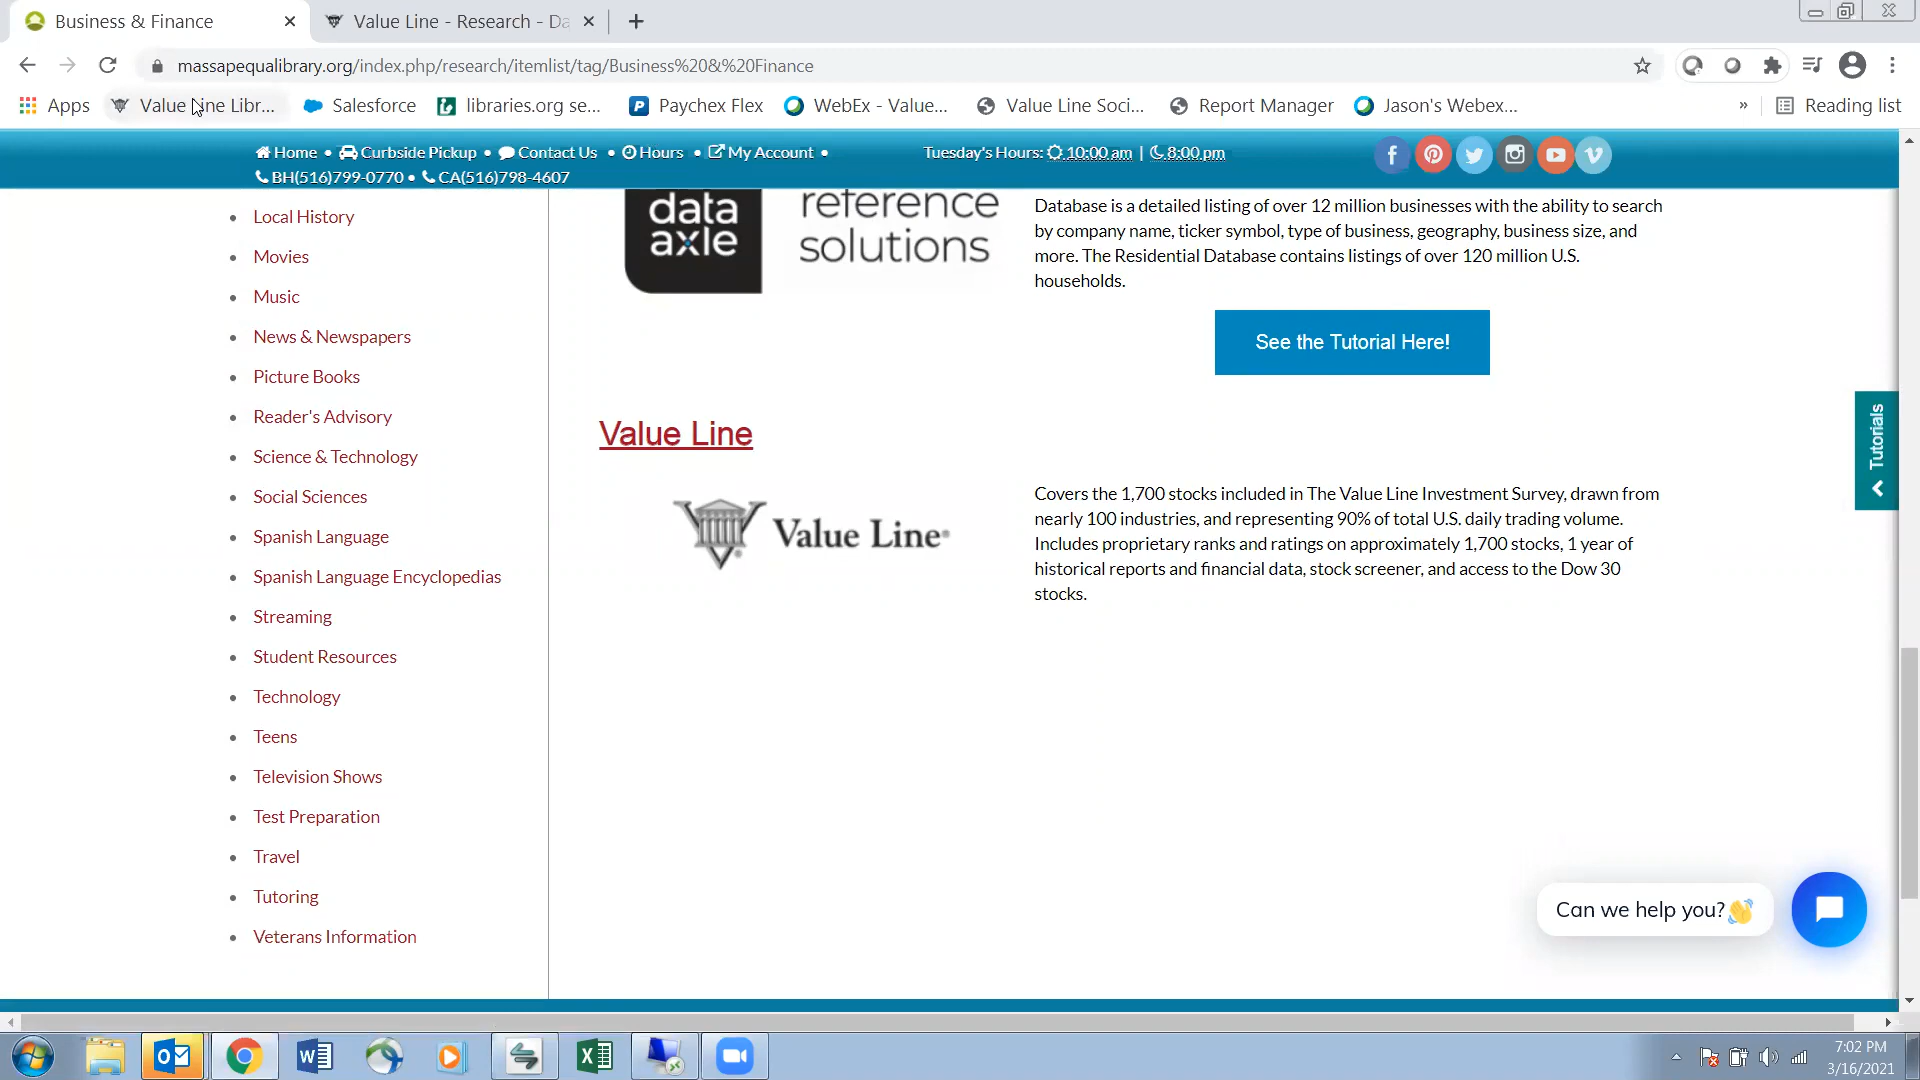 Business & Finance
Value Line - Research - Da
massapequalibrary.org/index.php/research/itemlist/tag/Business%20&%20Finance
Apps
Value Line Libr...
Salesforce
libraries.org se...
Paychex Flex
WebEx - Value...
Value Line Soci...
Report Manager
Jason's Webex...
»
Reading list
Home • Curbside Pickup • Contact Us • Hours • My Account •
BH(516)799-0770 • CA(516)798-4607
Tuesday's Hours: 10:00 am | 8:00 pm
Local History
Movies
Music
News & Newspapers
Picture Books
Reader's Advisory
Science & Technology
Social Sciences
Spanish Language
Spanish Language Encyclopedias
Streaming
Student Resources
Technology
Teens
Television Shows
Test Preparation
Travel
Tutoring
Veterans Information
data
axle
reference
solutions
Database is a detailed listing of over 12 million businesses with the ability to search
by company name, ticker symbol, type of business, geography, business size, and
more. The Residential Database contains listings of over 120 million U.S.
households.
See the Tutorial Here!
Value Line
Value Line
Covers the 1,700 stocks included in The Value Line Investment Survey, drawn from
nearly 100 industries, and representing 90% of total U.S. daily trading volume.
Includes proprietary ranks and ratings on approximately 1,700 stocks, 1 year of
historical reports and financial data, stock screener, and access to the Dow 30
stocks.
Tutorials
Can we help you?👋
7:02 PM
3/16/2021